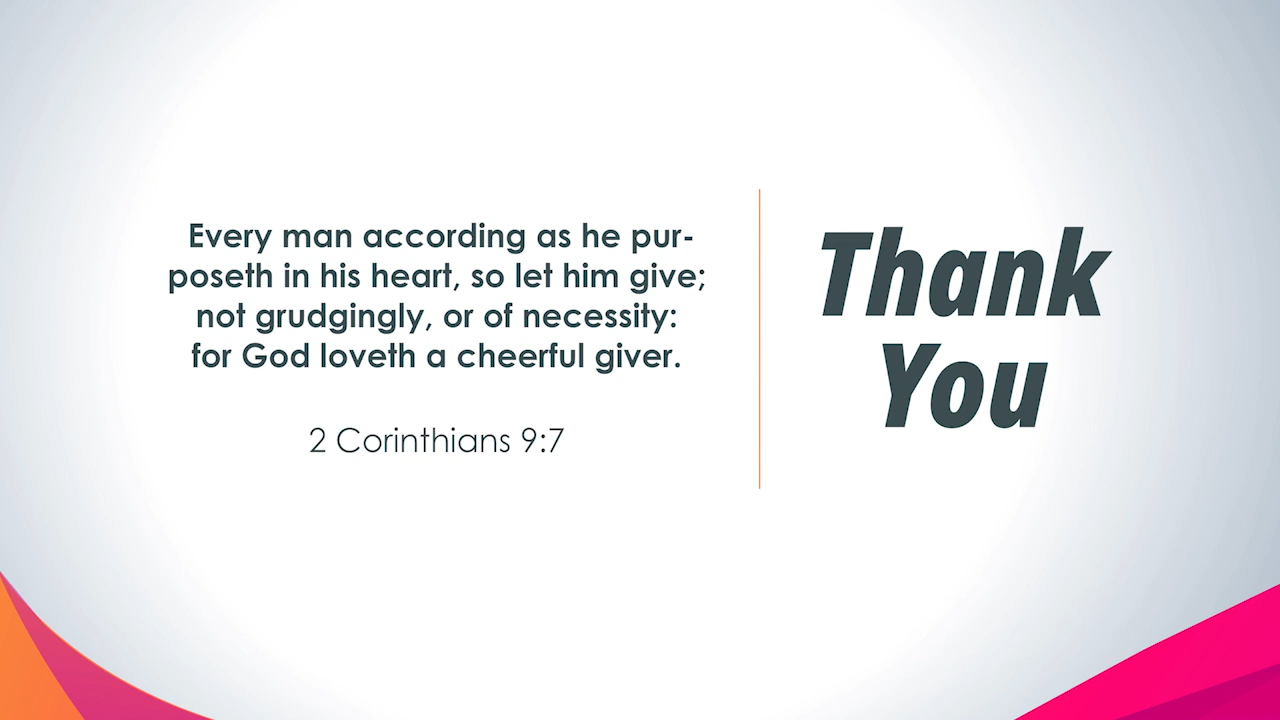 Every man according as he pur-
poseth in his heart, so let him give;
not grudgingly, or of necessity:
for God loveth a cheerful giver.
2 Corinthians 9:7
Thank
You